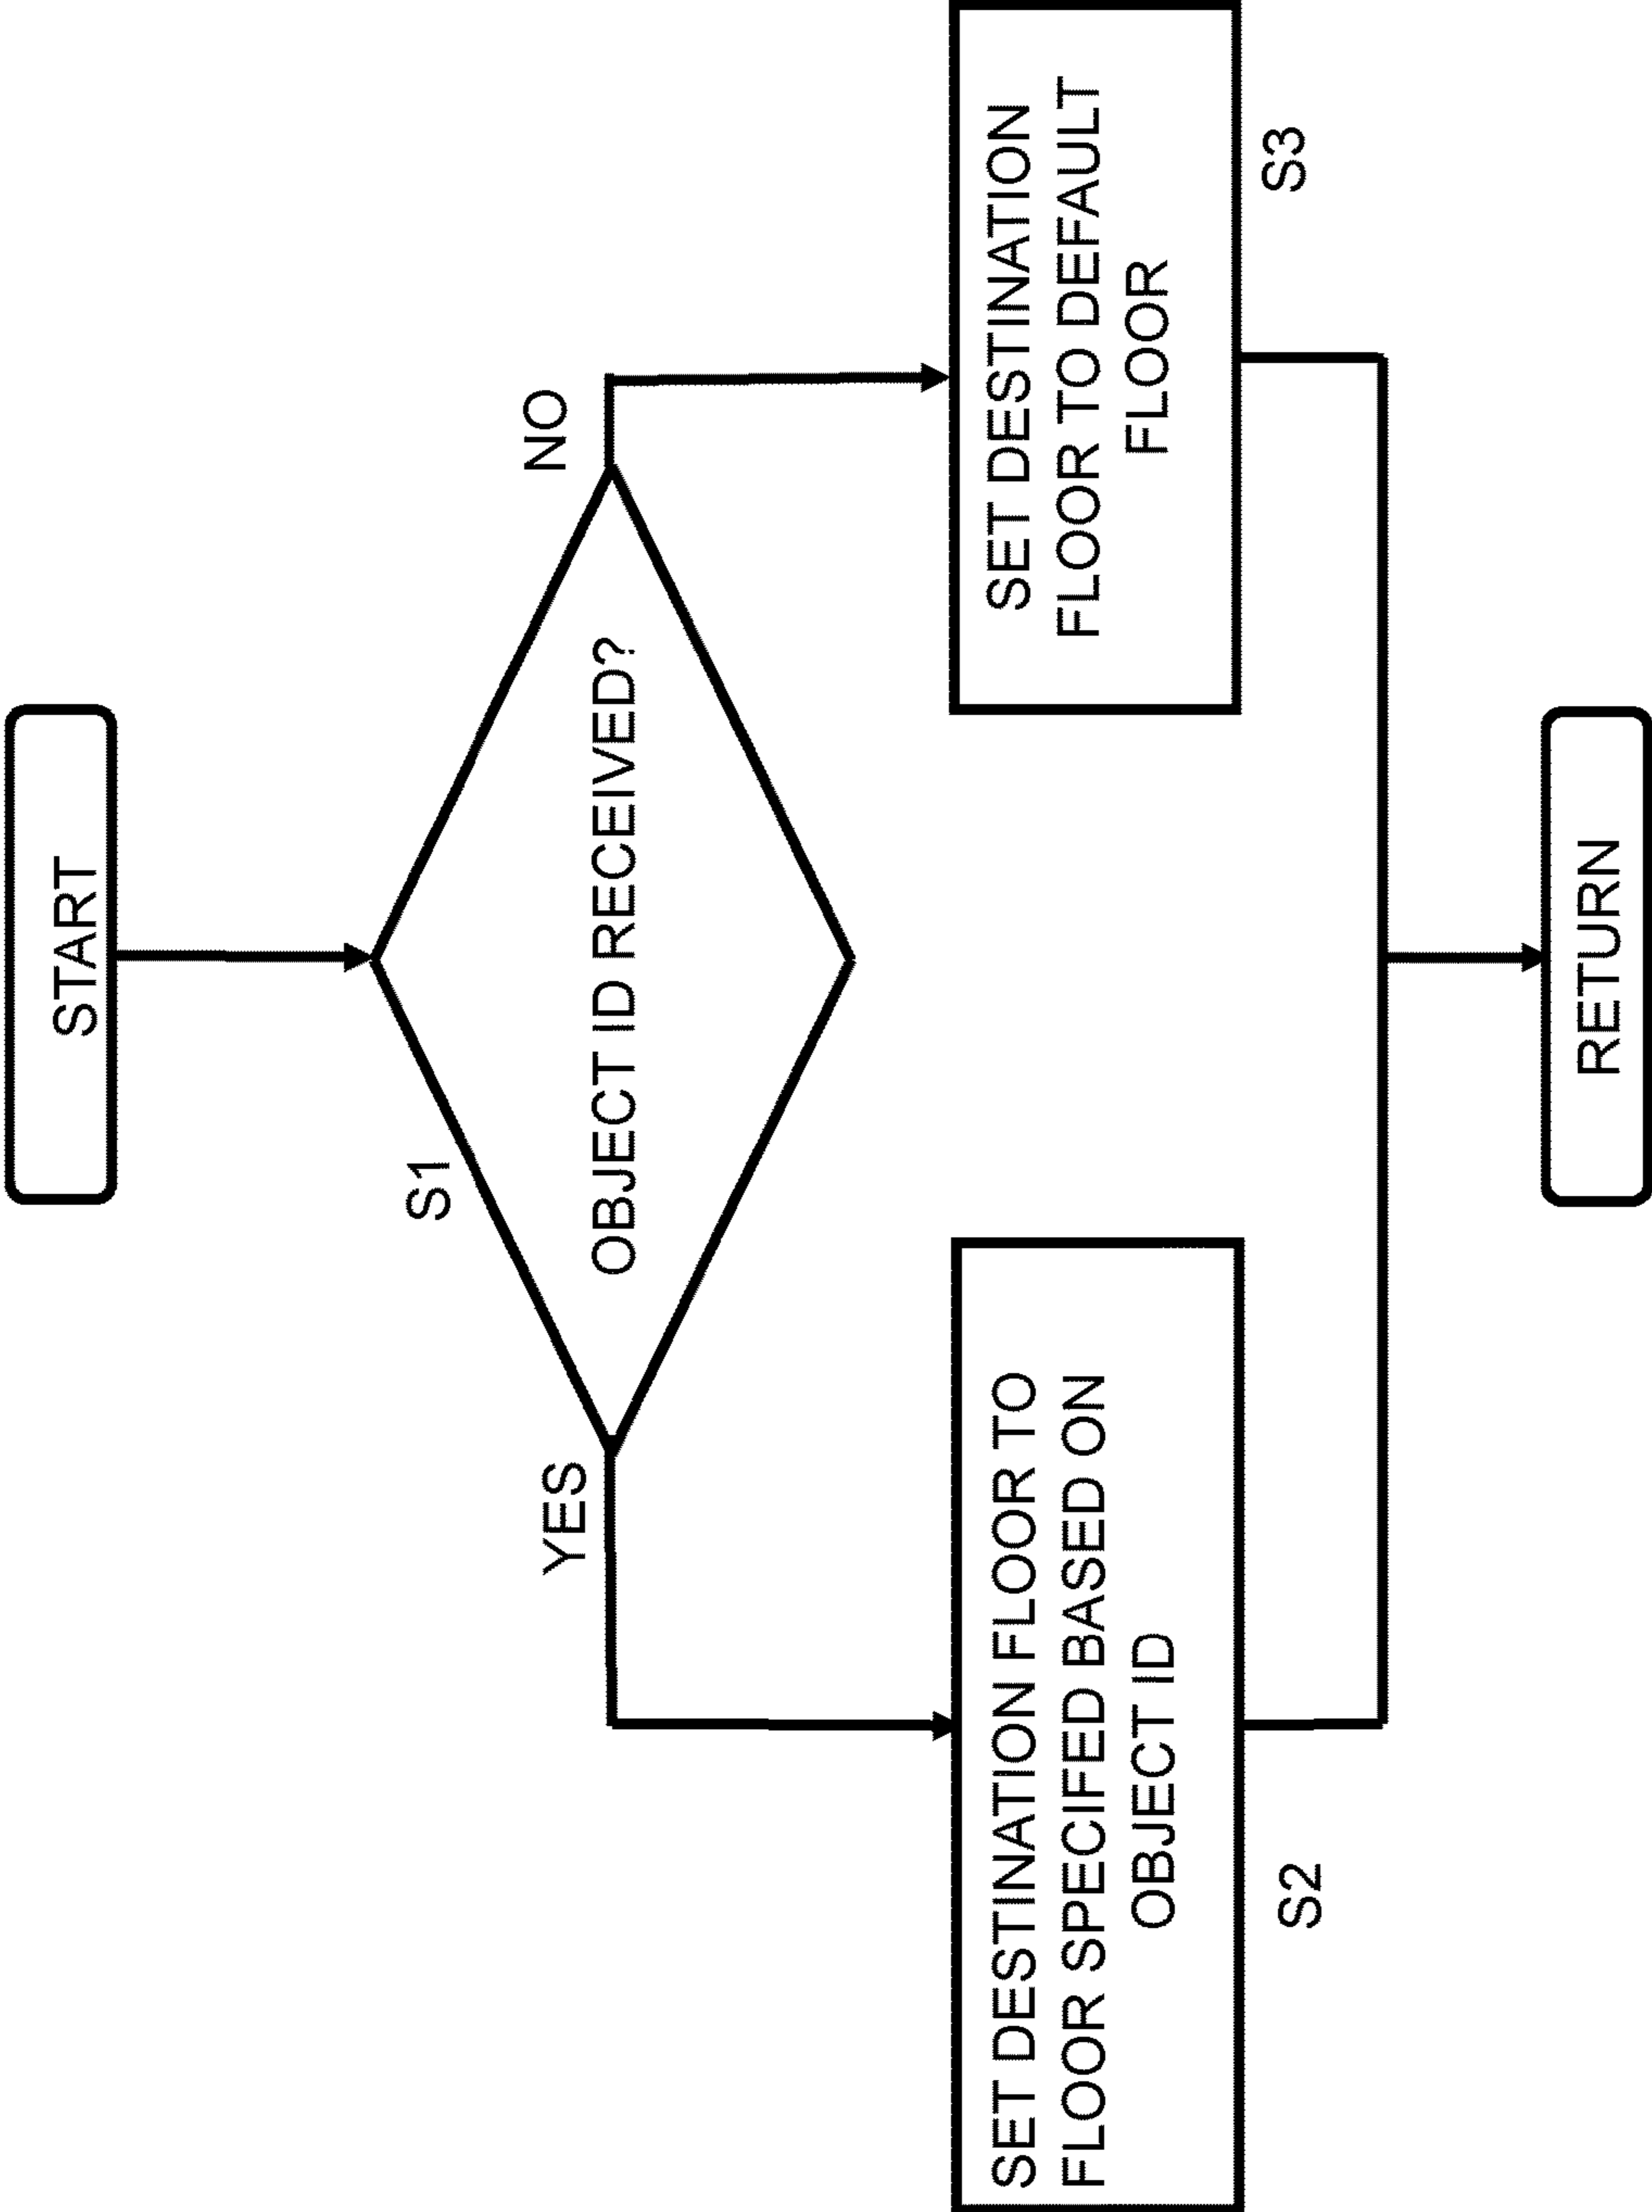 START
S1
OBJECT ID RECEIVED?
YES
NO
SET DESTINATION FLOOR TO
FLOOR SPECIFED BASED ON
OBJECT ID
S2
SET DESTINATION
FLOOR TO DEFAULT
FLOOR
S3
RETURN